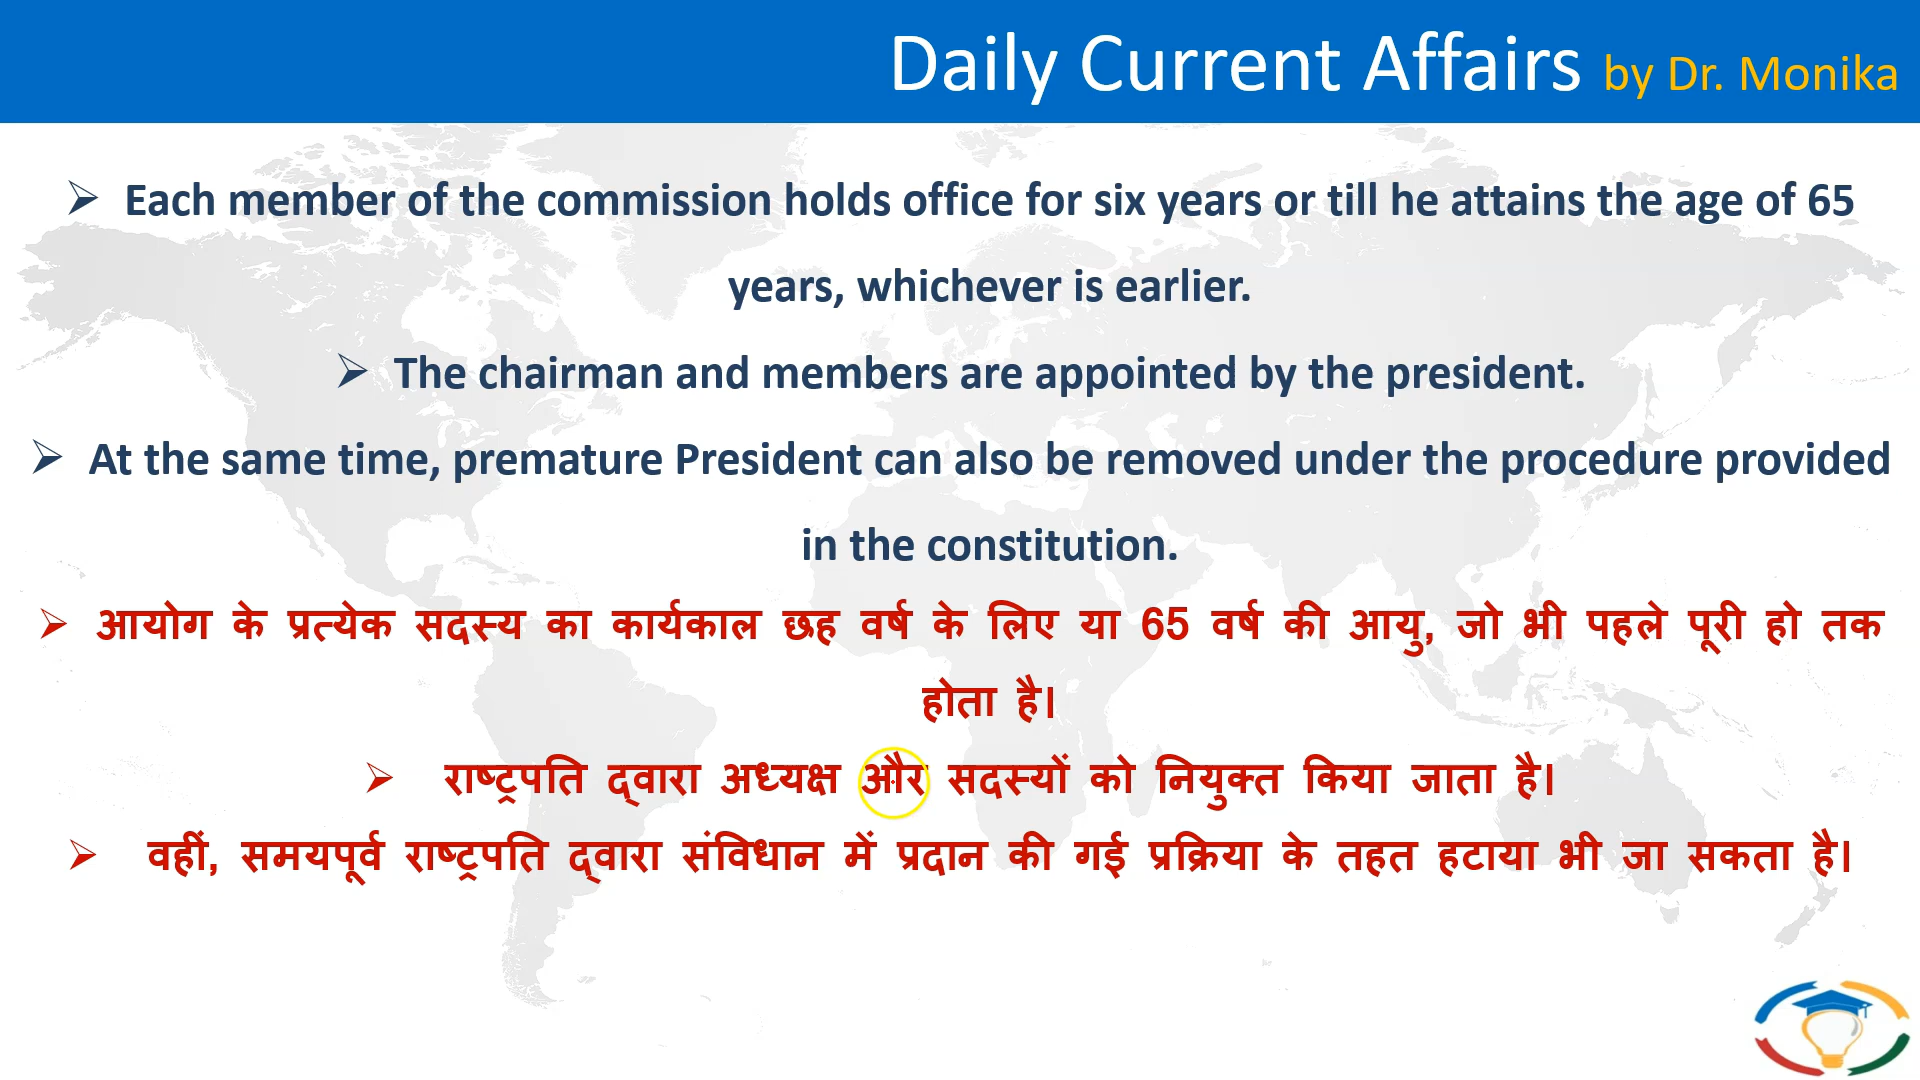 Daily Current Affairs by Dr. Monika
➢ Each member of the commission holds office for six years or till he attains the age of 65
years, whichever is earlier.
➢ The chairman and members are appointed by the president.
➢ At the same time, premature President can also be removed under the procedure provided
in the constitution.
➢ आयोग के प्रत्येक सदस्य का कार्यकाल छह वर्ष के लिए या 65 वर्ष की आयु, जो भी पहले पूरी हो तक
होता है।
➢ राष्ट्रपति द्वारा अध्यक्ष और सदस्यों को नियुक्त किया जाता है।
➢ वहीं, समयपूर्व राष्ट्रपति द्वारा संविधान में प्रदान की गई प्रक्रिया के तहत हटाया भी जा सकता है।